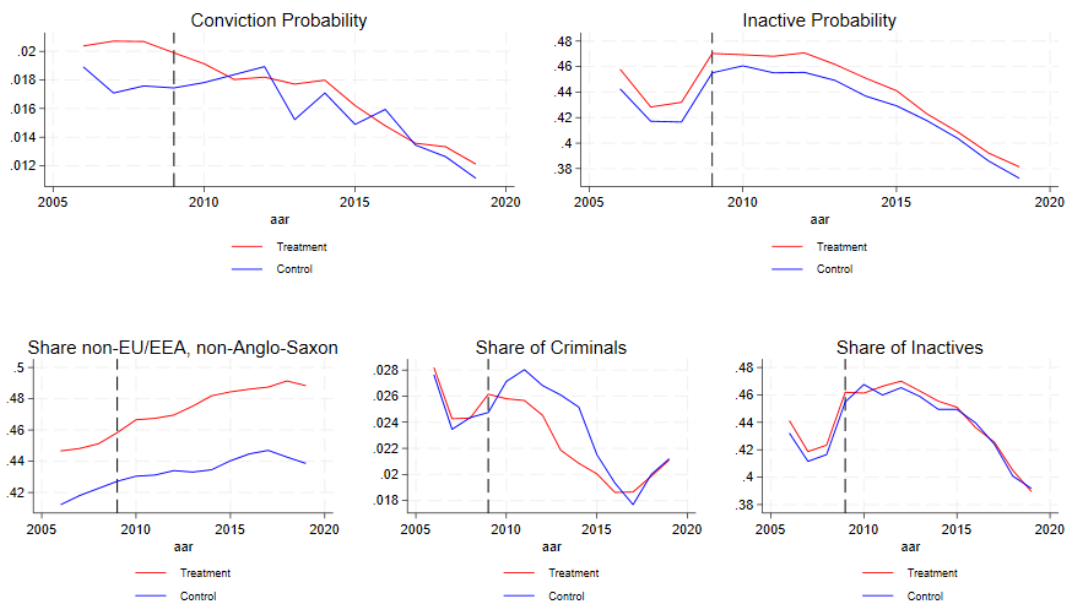 Conviction Probability
.02
.018
.016
.014
.012
2005 2010 2015 2020
aar
Treatment
Control
Inactive Probability
.48
.46
.44
.42
.4
.38
2005 2010 2015 2020
aar
Treatment
Control
Share non-EU/EEA, non-Anglo-Saxon
.5
.48
.46
.44
.42
2005 2010 2015 2020
aar
Treatment
Control
Share of Criminals
.028
.026
.024
.022
.02
.018
2005 2010 2015 2020
aar
Treatment
Control
Share of Inactives
.48
.46
.44
.42
.4
.38
2005 2010 2015 2020
aar
Treatment
Control